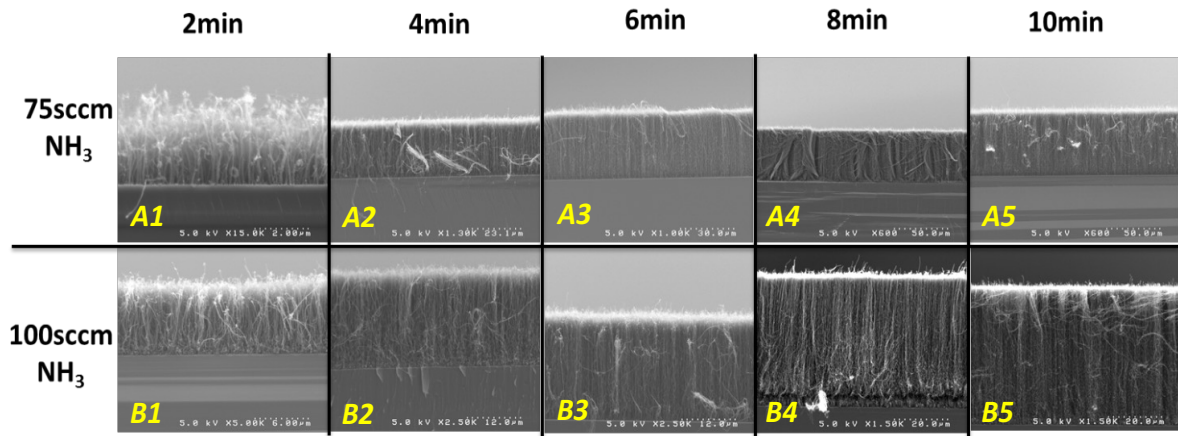 2min 4min 6min 8min 10min
75sccm
NH₃
A1 A2 A3 A4 A5
5.0 kV X15.0K 2.00μm 5.0 kV X1.30K 23.1μm 5.0 kV X1.00K 30.0μm 5.0 kV X600 50.0μm 5.0 kV X600 50.0μm
100sccm
NH₃
B1 B2 B3 B4 B5
5.0 kV X5.00K 6.00μm 5.0 kV X2.50K 12.0μm 5.0 kV X2.50K 12.0μm 5.0 kV X1.50K 20.0μm 5.0 kV X1.50K 20.0μm